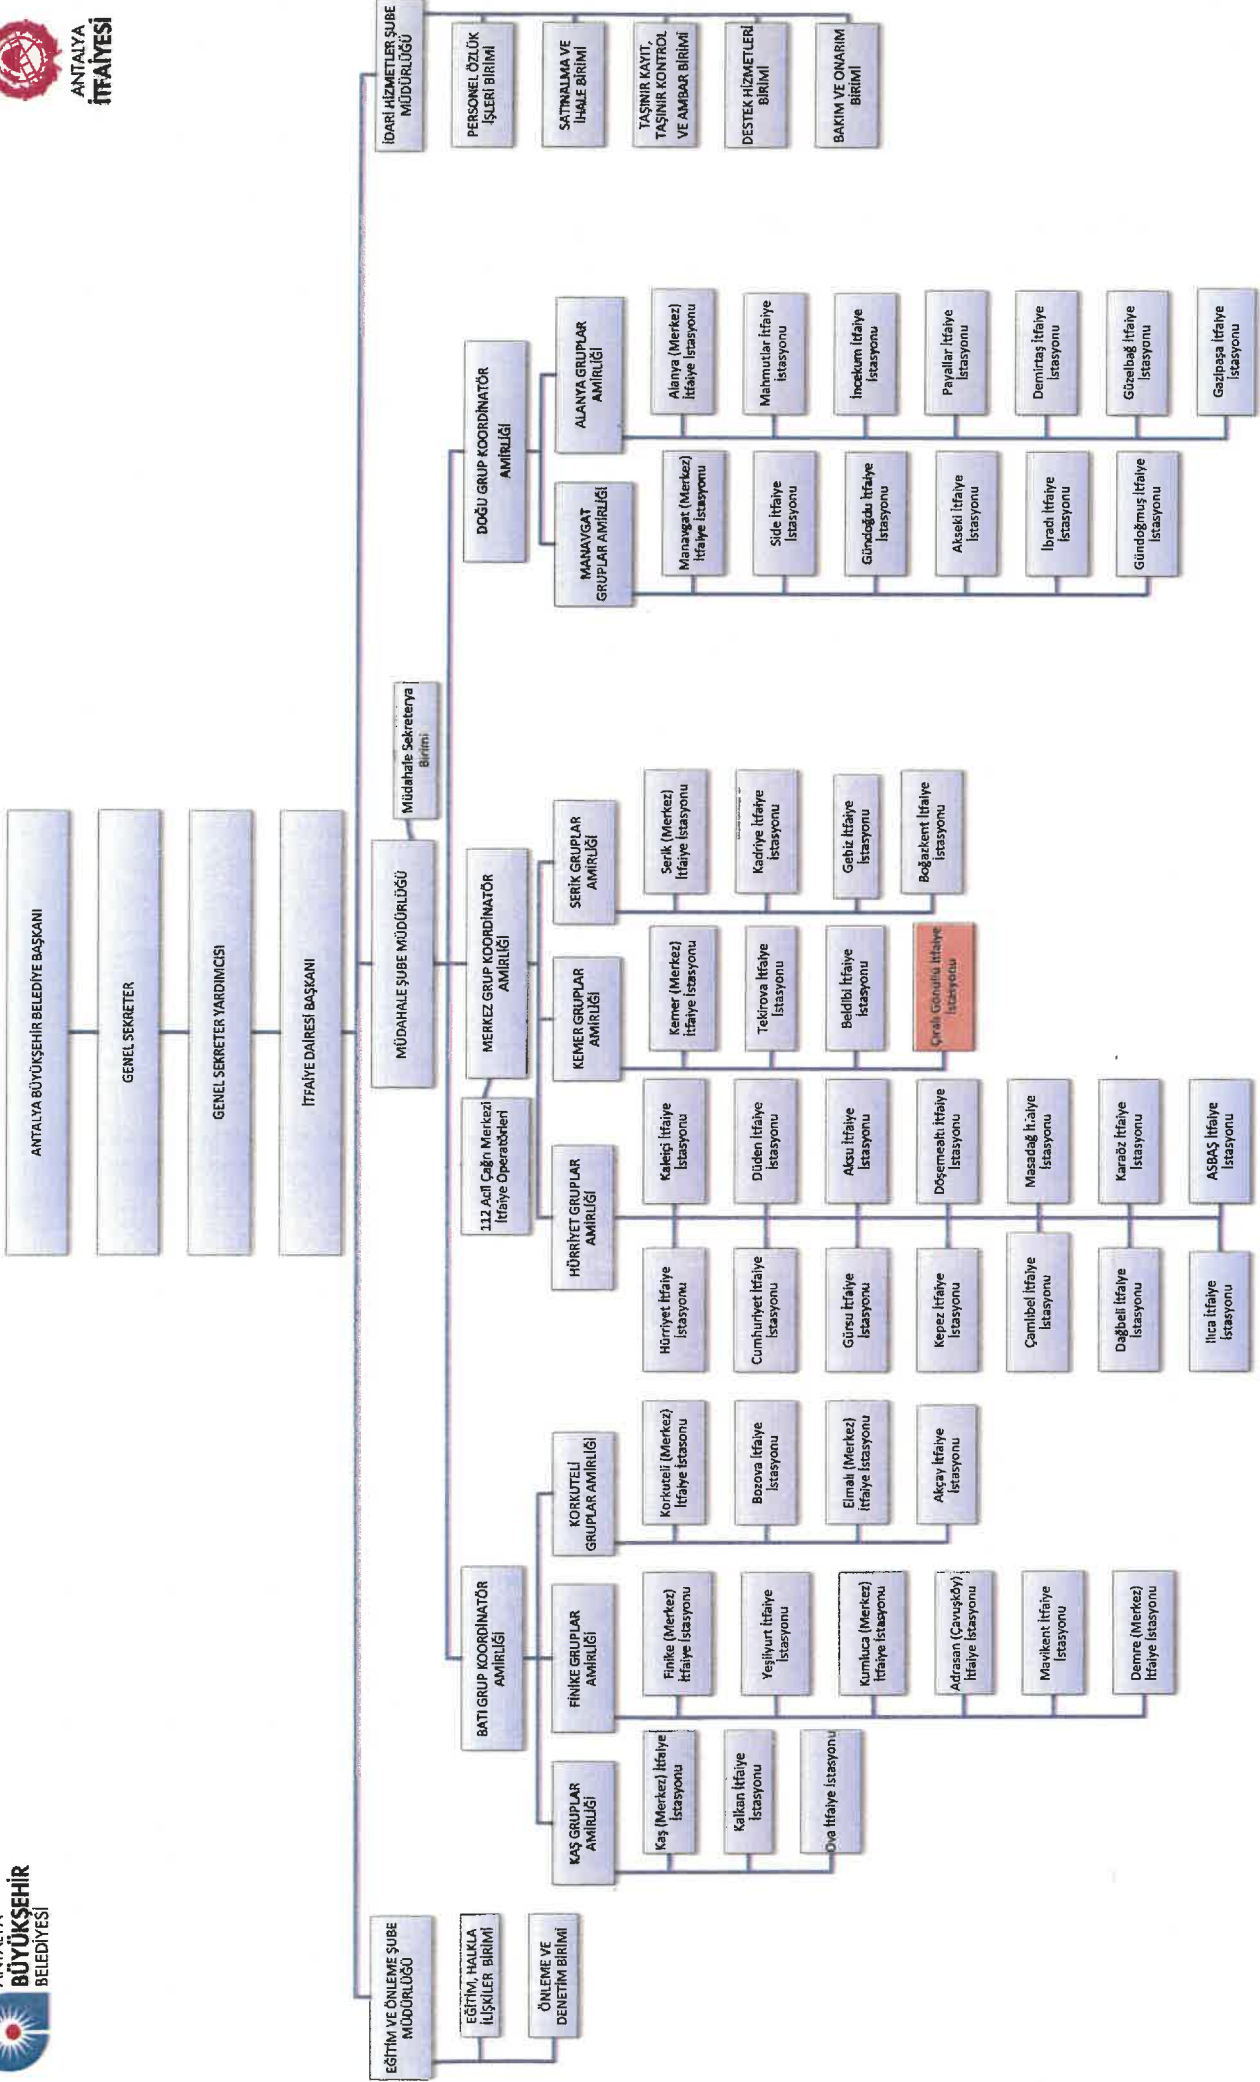 BÜYÜKŞEHİR
BELEDİYESİ
ANTALYA
İTFAİYESİ
ANTALYA BÜYÜKŞEHİR BELEDİYE BAŞKANI
GENEL SEKRETER
GENEL SEKRETER YARDIMCISI
İTFAİYE DAİRESİ BAŞKANI
EĞİTİM VE ÖNLEME ŞUBE
MÜDÜRLÜĞÜ
EĞİTİM, HALKLA
İLİŞKİLER BİRİMİ
ÖNLEME VE
DENETİM BİRİMİ
MÜDAHALE ŞUBE MÜDÜRLÜĞÜ
Müdahale Sekreterya
Birimi
BATI GRUP KOORDİNATÖR
AMİRLİĞİ
KAŞ GRUPLAR
AMİRLİĞİ
Kaş (Merkez) İtfaiye
İstasyonu
Kalkan İtfaiye
İstasyonu
Ova İtfaiye İstasyonu
FİNİKE GRUPLAR
AMİRLİĞİ
Finike (Merkez)
İtfaiye İstasyonu
Yeşilyurt İtfaiye
İstasyonu
Kumluca (Merkez)
İtfaiye İstasyonu
Adrasan (Çavuşköy)
İtfaiye İstasyonu
Mavikent İtfaiye
İstasyonu
Demre (Merkez)
İtfaiye İstasyonu
KORKUTELİ
GRUPLAR AMİRLİĞİ
Korkuteli (Merkez)
İtfaiye İstasonu
Bozova İtfaiye
İstasyonu
Elmalı (Merkez)
İtfaiye İstasyonu
Akçay İtfaiye
İstasyonu
112 Acil Çağrı Merkezi
İtfaiye Operatörleri
MERKEZ GRUP KOORDİNATÖR
AMİRLİĞİ
HÜRRİYET GRUPLAR
AMİRLİĞİ
Hürriyet İtfaiye
İstasyonu
Kaleiçi İtfaiye
İstasyonu
Cumhuriyet İtfaiye
İstasyonu
Düden İtfaiye
İstasyonu
Gürsu İtfaiye
İstasyonu
Aksu İtfaiye
İstasyonu
Kepez İtfaiye
İstasyonu
Döşemealtı İtfaiye
İstasyonu
Çamlıbel İtfaiye
İstasyonu
Masadağ İtfaiye
İstasyonu
Dağbeli İtfaiye
İstasyonu
Karaöz İtfaiye
İstasyonu
Ilıca İtfaiye
İstasyonu
ASBAŞ İtfaiye
İstasyonu
KEMER GRUPLAR
AMİRLİĞİ
Kemer (Merkez)
İtfaiye İstasyonu
Tekirova İtfaiye
İstasyonu
Beldibi İtfaiye
İstasyonu
Çıralı Gönüllü İtfaiye
İstasyonu
SERİK GRUPLAR
AMİRLİĞİ
Serik (Merkez)
İtfaiye İstasyonu
Kadriye İtfaiye
İstasyonu
Gebiz İtfaiye
İstasyonu
Boğazkent İtfaiye
İstasyonu
DOĞU GRUP KOORDİNATÖR
AMİRLİĞİ
MANAVGAT
GRUPLAR AMİRLİĞİ
Manavgat (Merkez)
İtfaiye İstasyonu
Side İtfaiye
İstasyonu
Gündoğdu İtfaiye
İstasyonu
Akseki İtfaiye
İstasyonu
İbradı İtfaiye
İstasyonu
Gündoğmuş İtfaiye
İstasyonu
ALANYA GRUPLAR
AMİRLİĞİ
Alanya (Merkez)
İtfaiye İstasyonu
Mahmutlar İtfaiye
İstasyonu
İncekum İtfaiye
İstasyonu
Payallar İtfaiye
İstasyonu
Demirtaş İtfaiye
İstasyonu
Güzelbağ İtfaiye
İstasyonu
Gazipaşa İtfaiye
İstasyonu
İDARİ HİZMETLER ŞUBE
MÜDÜRLÜĞÜ
PERSONEL ÖZLÜK
İŞLERİ BİRİMİ
SATINALMA VE
İHALE BİRİMİ
TAŞINIR KAYIT,
TAŞINIR KONTROL
VE AMBAR BİRİMİ
DESTEK HİZMETLERİ
BİRİMİ
BAKIM VE ONARIM
BİRİMİ